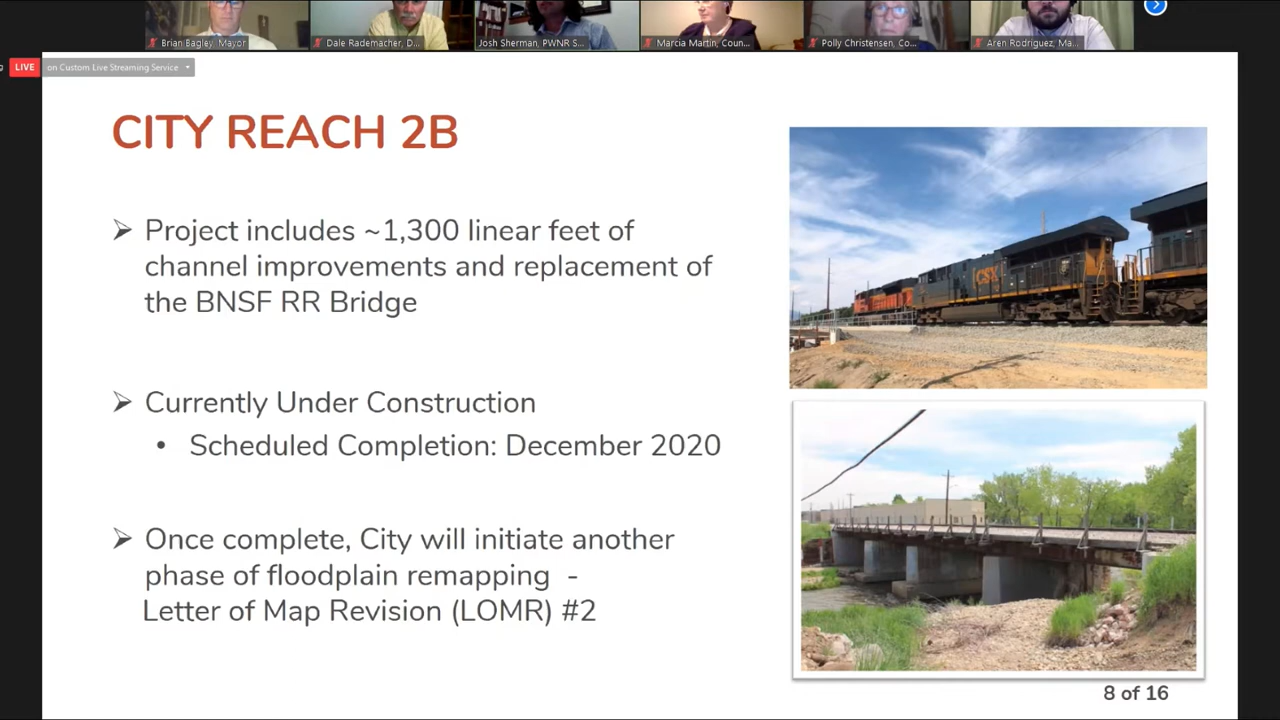 Brian Bagley, Mayor
Dale Rademacher, D...
Josh Sherman, PWNR S...
Marcia Martin, Coun...
Polly Christensen, Co...
Aren Rodriguez, Ma...
LIVE on Custom Live Streaming Service
CITY REACH 2B
➢ Project includes ~1,300 linear feet of
channel improvements and replacement of
the BNSF RR Bridge
➢ Currently Under Construction
• Scheduled Completion: December 2020
➢ Once complete, City will initiate another
phase of floodplain remapping -
Letter of Map Revision (LOMR) #2
CSX
8 of 16